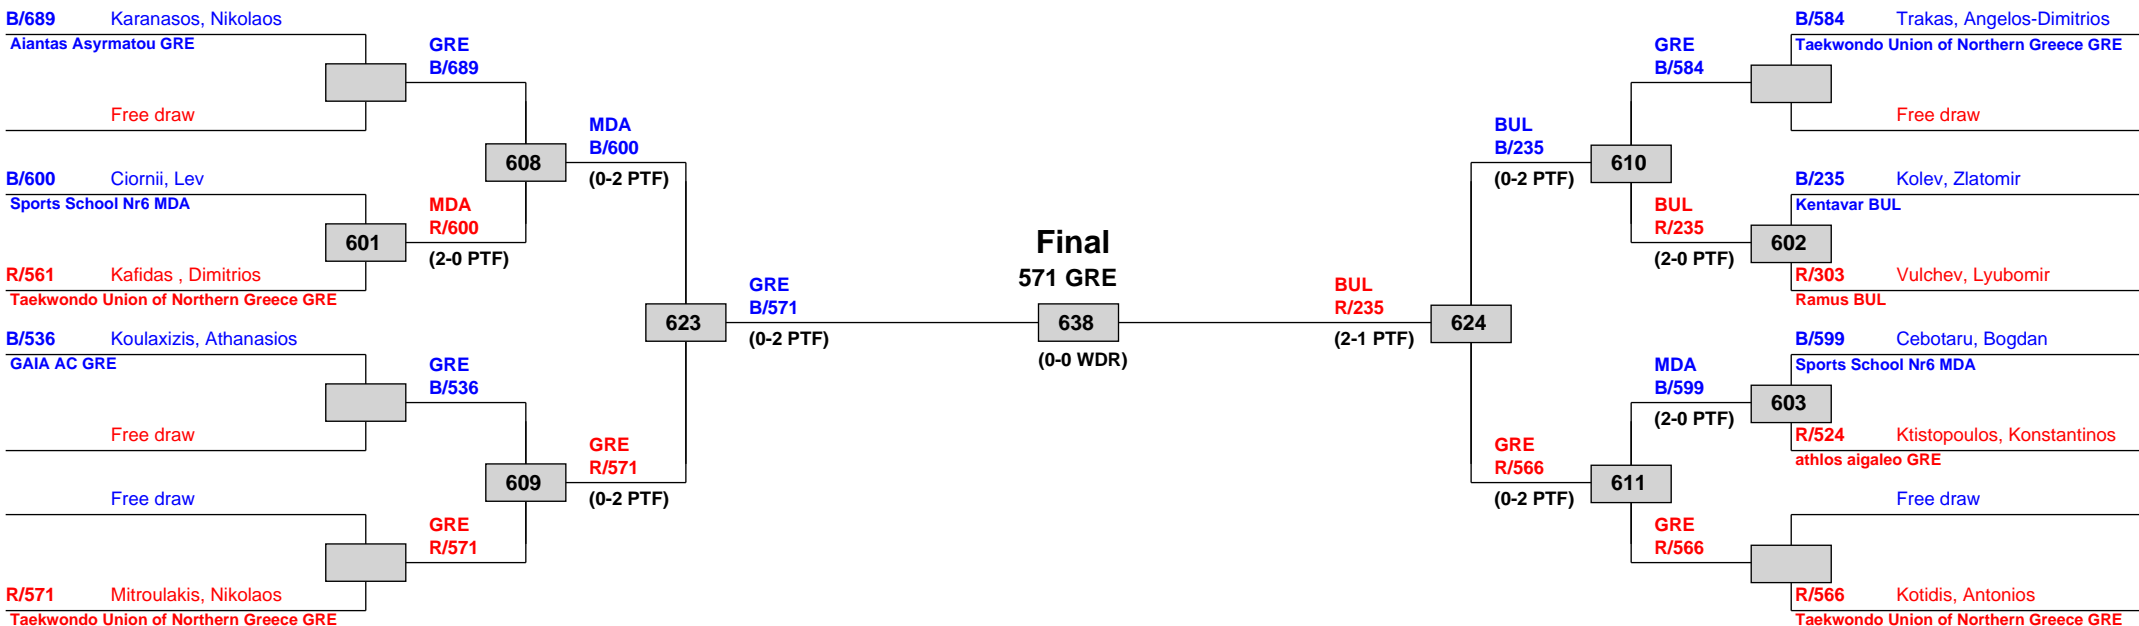 B/689 Karanasos, Nikolaos
Aiantas Asyrmatou GRE
Free draw
GRE
B/689
B/600 Ciornii, Lev
Sports School Nr6 MDA
601
R/561 Kafidas , Dimitrios
Taekwondo Union of Northern Greece GRE
MDA
R/600
(2-0 PTF)
608
MDA
B/600
(0-2 PTF)
B/536 Koulaxizis, Athanasios
GAIA AC GRE
Free draw
GRE
B/536
Free draw
R/571 Mitroulakis, Nikolaos
Taekwondo Union of Northern Greece GRE
GRE
R/571
609
GRE
R/571
(0-2 PTF)
623
GRE
B/571
(0-2 PTF)
Final
571 GRE
638
(0-0 WDR)
BUL
R/235
(2-1 PTF)
624
BUL
B/235
(0-2 PTF)
610
GRE
B/584
B/584 Trakas, Angelos-Dimitrios
Taekwondo Union of Northern Greece GRE
Free draw
BUL
R/235
(2-0 PTF)
602
B/235 Kolev, Zlatomir
Kentavar BUL
R/303 Vulchev, Lyubomir
Ramus BUL
GRE
R/566
(0-2 PTF)
611
MDA
B/599
(2-0 PTF)
603
B/599 Cebotaru, Bogdan
Sports School Nr6 MDA
R/524 Ktistopoulos, Konstantinos
athlos aigaleo GRE
GRE
R/566
Free draw
R/566 Kotidis, Antonios
Taekwondo Union of Northern Greece GRE